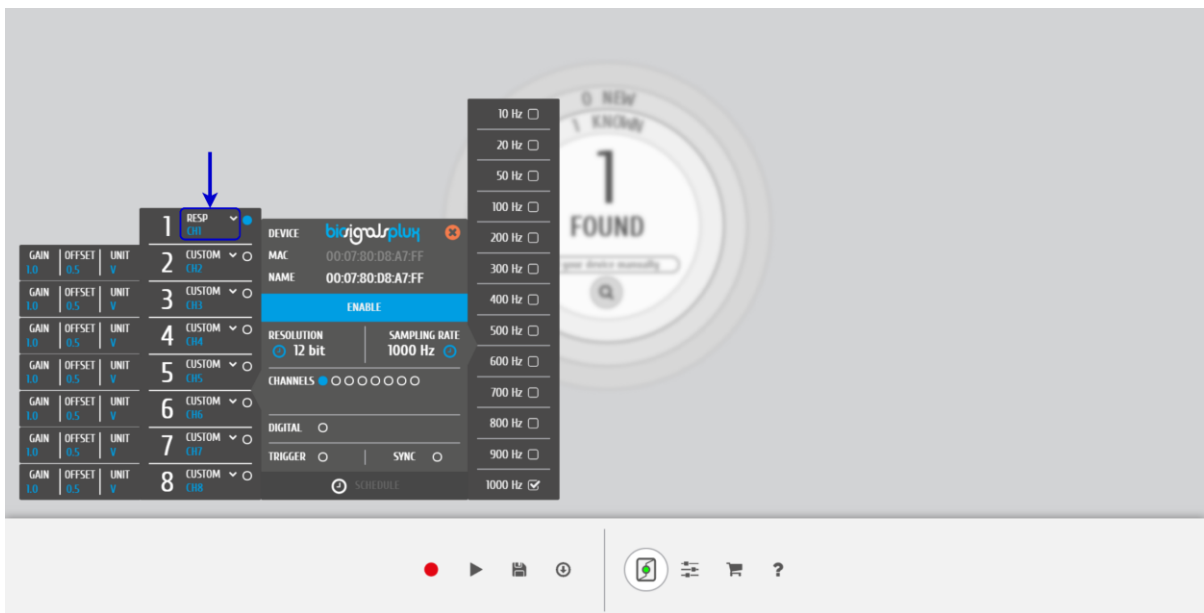 0 NEW
1 KNOWN
1
FOUND
your device manually
10 Hz
20 Hz
50 Hz
100 Hz
200 Hz
300 Hz
400 Hz
500 Hz
600 Hz
700 Hz
800 Hz
900 Hz
1000 Hz
1 RESP
CH1
GAIN OFFSET UNIT 2 CUSTOM
1.0 0.5 V CH2
GAIN OFFSET UNIT 3 CUSTOM
1.0 0.5 V CH3
GAIN OFFSET UNIT 4 CUSTOM
1.0 0.5 V CH4
GAIN OFFSET UNIT 5 CUSTOM
1.0 0.5 V CH5
GAIN OFFSET UNIT 6 CUSTOM
1.0 0.5 V CH6
GAIN OFFSET UNIT 7 CUSTOM
1.0 0.5 V CH7
GAIN OFFSET UNIT 8 CUSTOM
1.0 0.5 V CH8
DEVICE biosignalsplux
MAC 00:07:80:D8:A7:FF
NAME 00:07:80:D8:A7:FF
ENABLE
RESOLUTION SAMPLING RATE
12 bit 1000 Hz
CHANNELS
DIGITAL
TRIGGER SYNC
SCHEDULE
?